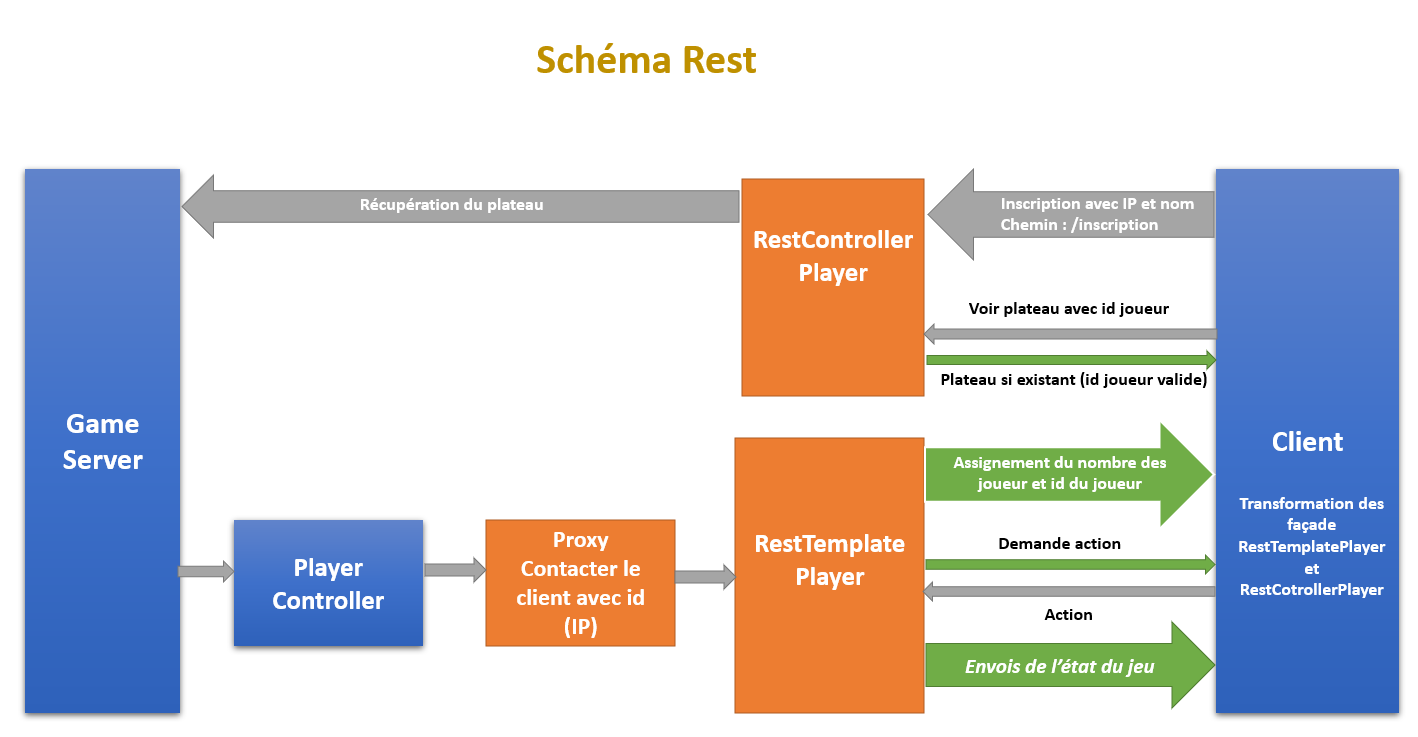 Schéma Rest
Récupération du plateau
RestController
Player
Inscription avec IP et nom
Chemin : /inscription
Voir plateau avec id joueur
Plateau si existant (id joueur valide)
Game
Server
Client
Transformation des
façade
RestTemplatePlayer
et
RestCotrollerPlayer
Player
Controller
Proxy
Contacter le
client avec id
(IP)
RestTemplate
Player
Assignement du nombre des
joueur et id du joueur
Demande action
Action
Envois de l’état du jeu